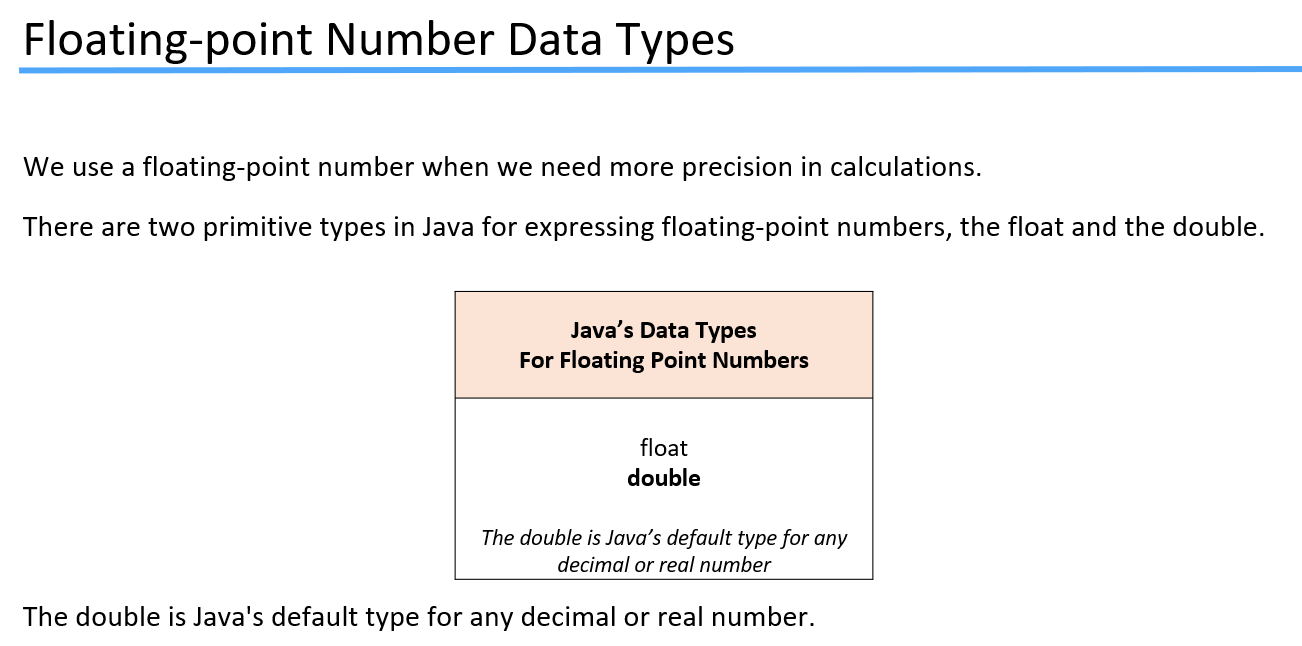 Floating-point Number Data Types
We use a floating-point number when we need more precision in calculations.
There are two primitive types in Java for expressing floating-point numbers, the float and the double.
Java’s Data Types
For Floating Point Numbers
float
double
The double is Java’s default type for any
decimal or real number
The double is Java's default type for any decimal or real number.